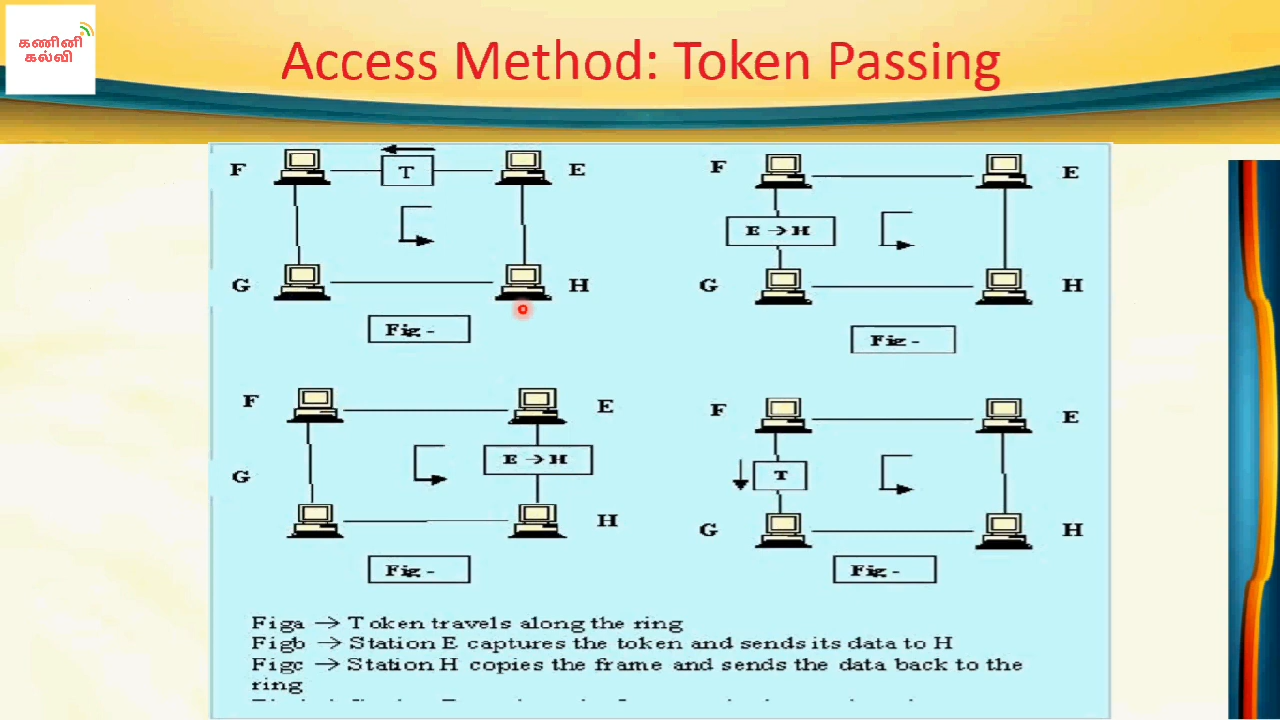 கணினி
கல்வி
Access Method: Token Passing
F
T
E
G
H
Fig -
F
E
E → H
G
H
Fig -
F
E
E → H
G
H
Fig -
F
E
T
G
H
Fig -
Figa → Token travels along the ring
Figb → Station E captures the token and sends its data to H
Figc → Station H copies the frame and sends the data back to the
ring